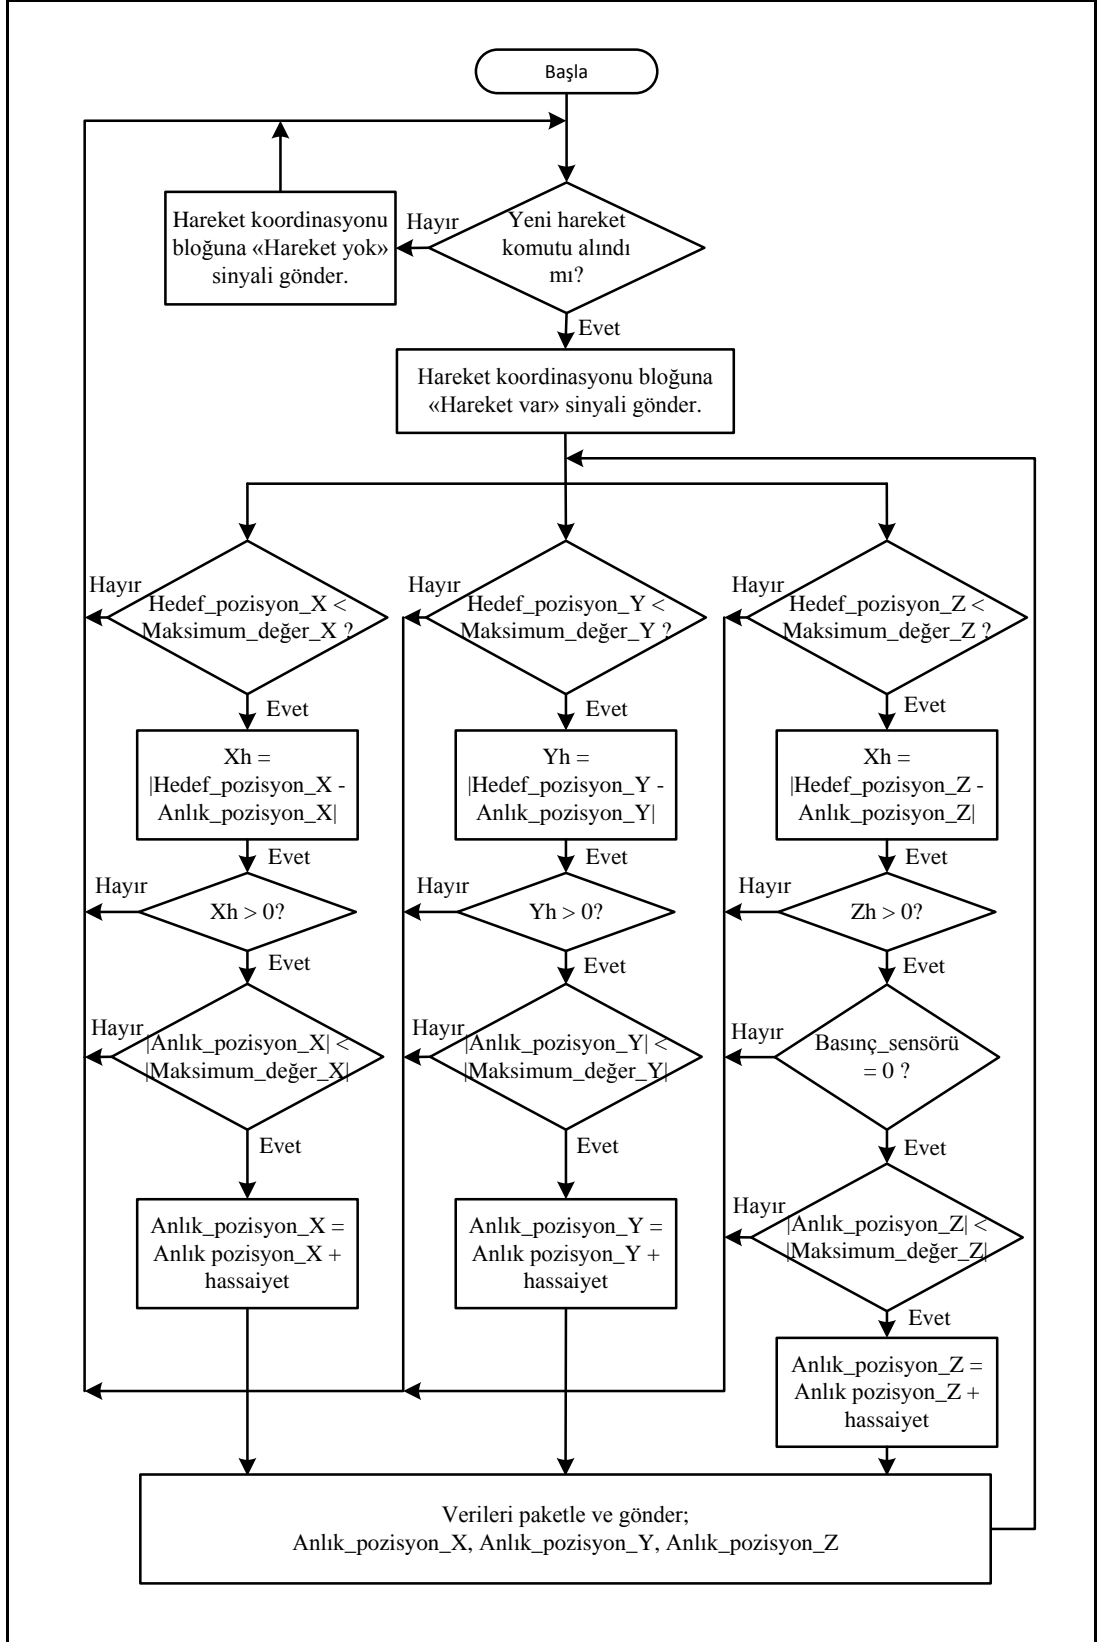 Başla
Hayır
Yeni hareket
komutu alındı
mı?
Hareket koordinasyonu
bloğuna «Hareket yok»
sinyali gönder.
Evet
Hareket koordinasyonu bloğuna
«Hareket var» sinyali gönder.
Hayır
Hedef_pozisyon_X <
Maksimum_değer_X ?
Evet
Xh =
|Hedef_pozisyon_X -
Anlık_pozisyon_X|
Evet
Hayır
Xh > 0?
Evet
Hayır
|Anlık_pozisyon_X| <
|Maksimum_değer_X|
Evet
Anlık_pozisyon_X =
Anlık pozisyon_X +
hassaiyet
Hayır
Hedef_pozisyon_Y <
Maksimum_değer_Y ?
Evet
Yh =
|Hedef_pozisyon_Y -
Anlık_pozisyon_Y|
Evet
Hayır
Yh > 0?
Evet
Hayır
|Anlık_pozisyon_Y| <
|Maksimum_değer_Y|
Evet
Anlık_pozisyon_Y =
Anlık pozisyon_Y +
hassaiyet
Hayır
Hedef_pozisyon_Z <
Maksimum_değer_Z ?
Evet
Xh =
|Hedef_pozisyon_Z -
Anlık_pozisyon_Z|
Evet
Hayır
Zh > 0?
Evet
Hayır
Basınç_sensörü
= 0 ?
Evet
Hayır
|Anlık_pozisyon_Z| <
|Maksimum_değer_Z|
Evet
Anlık_pozisyon_Z =
Anlık pozisyon_Z +
hassaiyet
Verileri paketle ve gönder;
Anlık_pozisyon_X, Anlık_pozisyon_Y, Anlık_pozisyon_Z